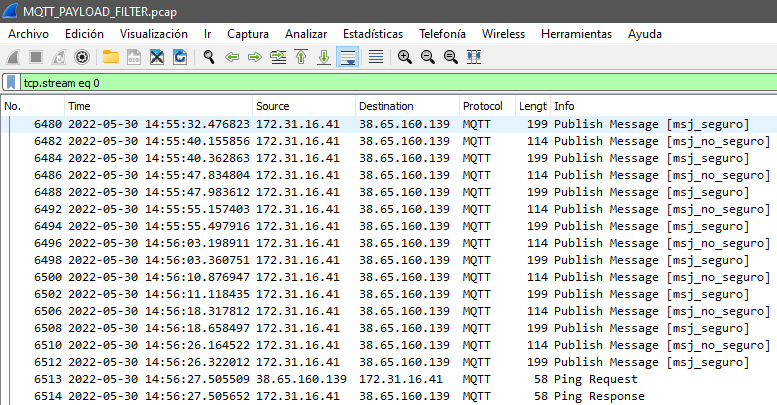 MQTT_PAYLOAD_FILTER.pcap
Archivo Edición Visualización Ir Captura Analizar Estadísticas Telefonía Wireless Herramientas Ayuda
tcp.stream eq 0
No. Time Source Destination Protocol Lengt Info
6480 2022-05-30 14:55:32.476823 172.31.16.41 38.65.160.139 MQTT 199 Publish Message [msj_seguro]
6482 2022-05-30 14:55:40.155856 172.31.16.41 38.65.160.139 MQTT 114 Publish Message [msj_no_seguro]
6484 2022-05-30 14:55:40.362863 172.31.16.41 38.65.160.139 MQTT 199 Publish Message [msj_seguro]
6486 2022-05-30 14:55:47.834804 172.31.16.41 38.65.160.139 MQTT 114 Publish Message [msj_no_seguro]
6488 2022-05-30 14:55:47.983612 172.31.16.41 38.65.160.139 MQTT 199 Publish Message [msj_seguro]
6492 2022-05-30 14:55:55.157403 172.31.16.41 38.65.160.139 MQTT 114 Publish Message [msj_no_seguro]
6494 2022-05-30 14:55:55.497916 172.31.16.41 38.65.160.139 MQTT 199 Publish Message [msj_seguro]
6496 2022-05-30 14:56:03.198911 172.31.16.41 38.65.160.139 MQTT 114 Publish Message [msj_no_seguro]
6498 2022-05-30 14:56:03.360751 172.31.16.41 38.65.160.139 MQTT 199 Publish Message [msj_seguro]
6500 2022-05-30 14:56:10.876947 172.31.16.41 38.65.160.139 MQTT 114 Publish Message [msj_no_seguro]
6502 2022-05-30 14:56:11.118435 172.31.16.41 38.65.160.139 MQTT 199 Publish Message [msj_seguro]
6506 2022-05-30 14:56:18.317812 172.31.16.41 38.65.160.139 MQTT 114 Publish Message [msj_no_seguro]
6508 2022-05-30 14:56:18.658497 172.31.16.41 38.65.160.139 MQTT 199 Publish Message [msj_seguro]
6510 2022-05-30 14:56:26.164522 172.31.16.41 38.65.160.139 MQTT 114 Publish Message [msj_no_seguro]
6512 2022-05-30 14:56:26.322012 172.31.16.41 38.65.160.139 MQTT 199 Publish Message [msj_seguro]
6513 2022-05-30 14:56:27.505509 38.65.160.139 172.31.16.41 MQTT 58 Ping Request
6514 2022-05-30 14:56:27.505652 172.31.16.41 38.65.160.139 MQTT 58 Ping Response